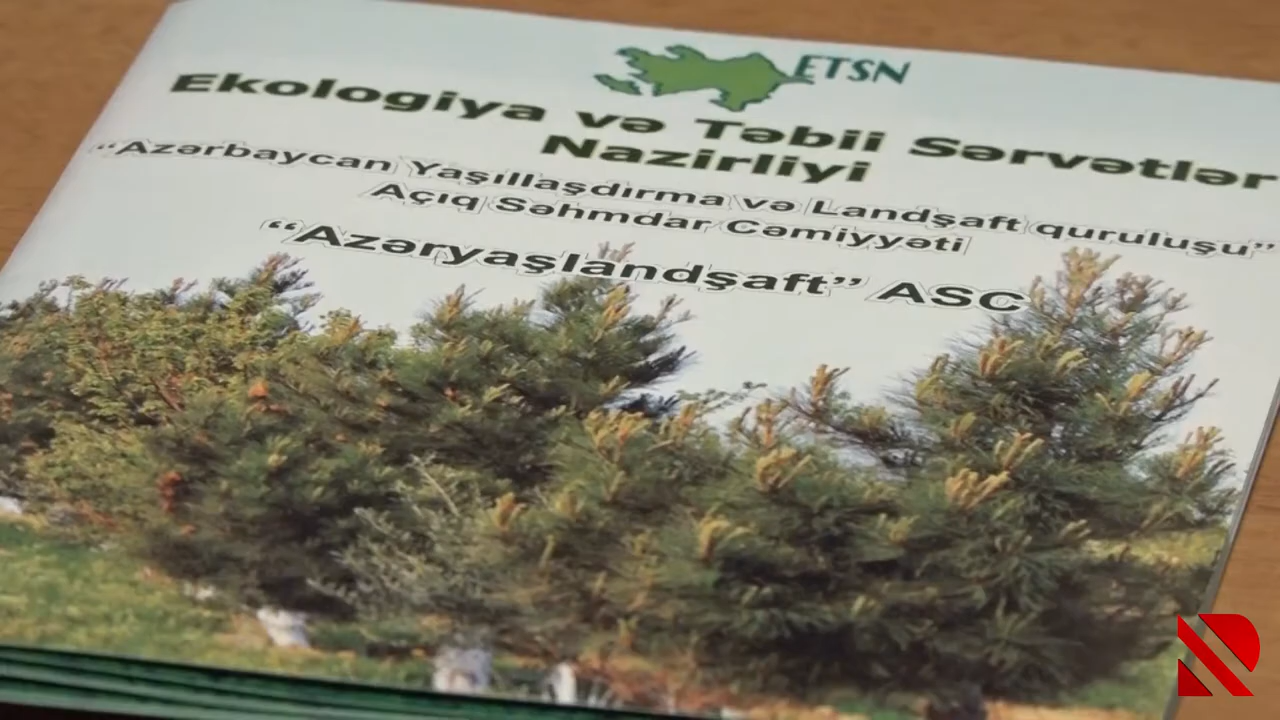 ETSN
Ekologiya və Təbii Sərvətlər
Nazirliyi
“Azərbaycan Yaşıllaşdırma və Landşaft quruluşu”
Açıq Səhmdar Cəmiyyəti
“Azəryaşlandşaft” ASC